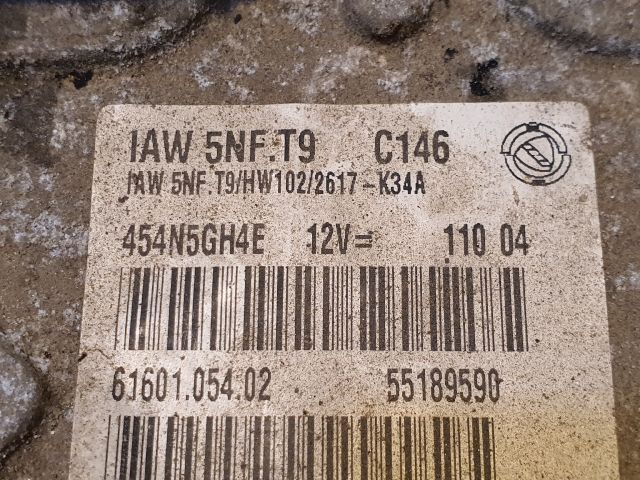 IAW 5NF.T9 C146
IAW 5NF.T9/HW102/2617-K34A
454N5GH4E 12V= 110 04
61601.054.02 55189590